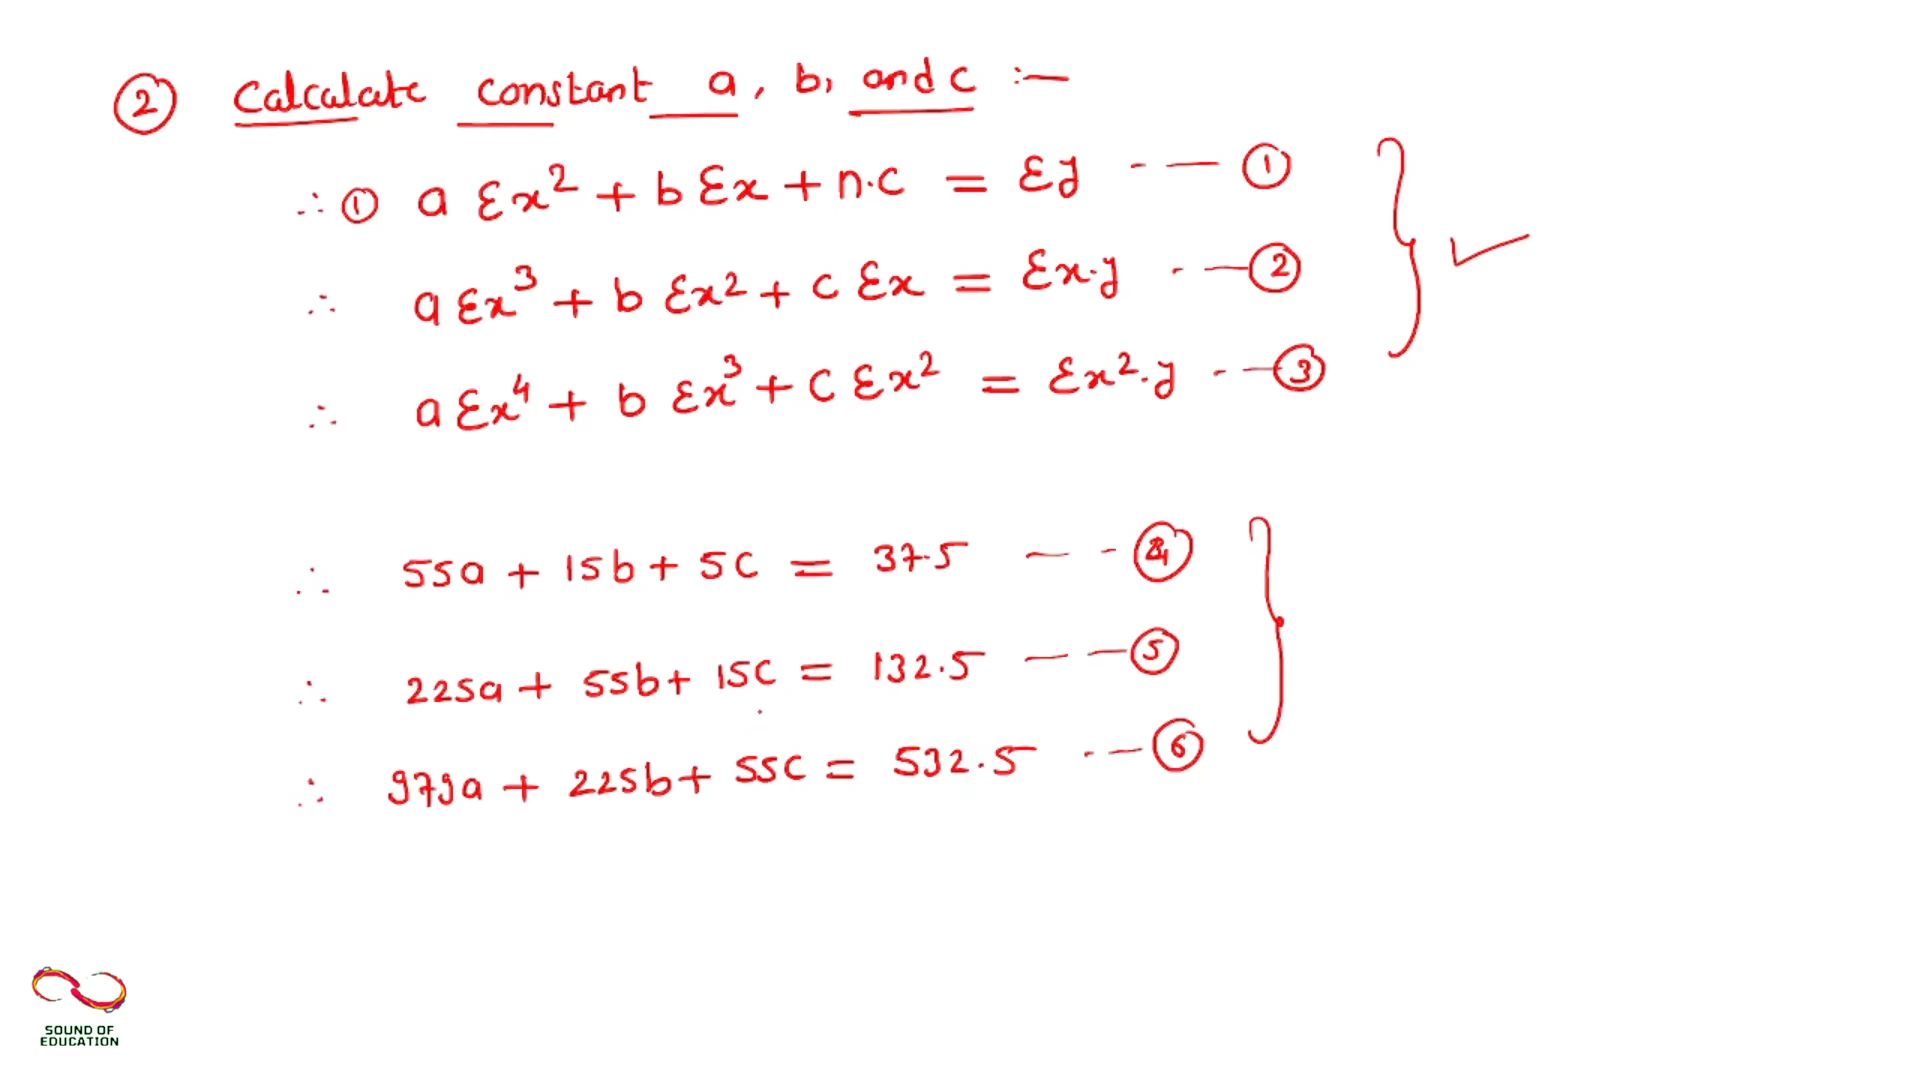 ② Calculate constant a, b, and c :—
∴ ① a Σx² + b Σx + n.c = Σy -- — ①
∴ a Σx³ + b Σx² + c Σx = Σx.y - — ②
∴ a Σx⁴ + b Σx³ + c Σx² = Σx².y - — ③
∴ 55a + 15b + 5c = 37.5 — - ④
∴ 225a + 55b + 15c = 132.5 — — ⑤
∴ 979a + 225b + 55c = 532.5 - — ⑥
SOUND OF
EDUCATION